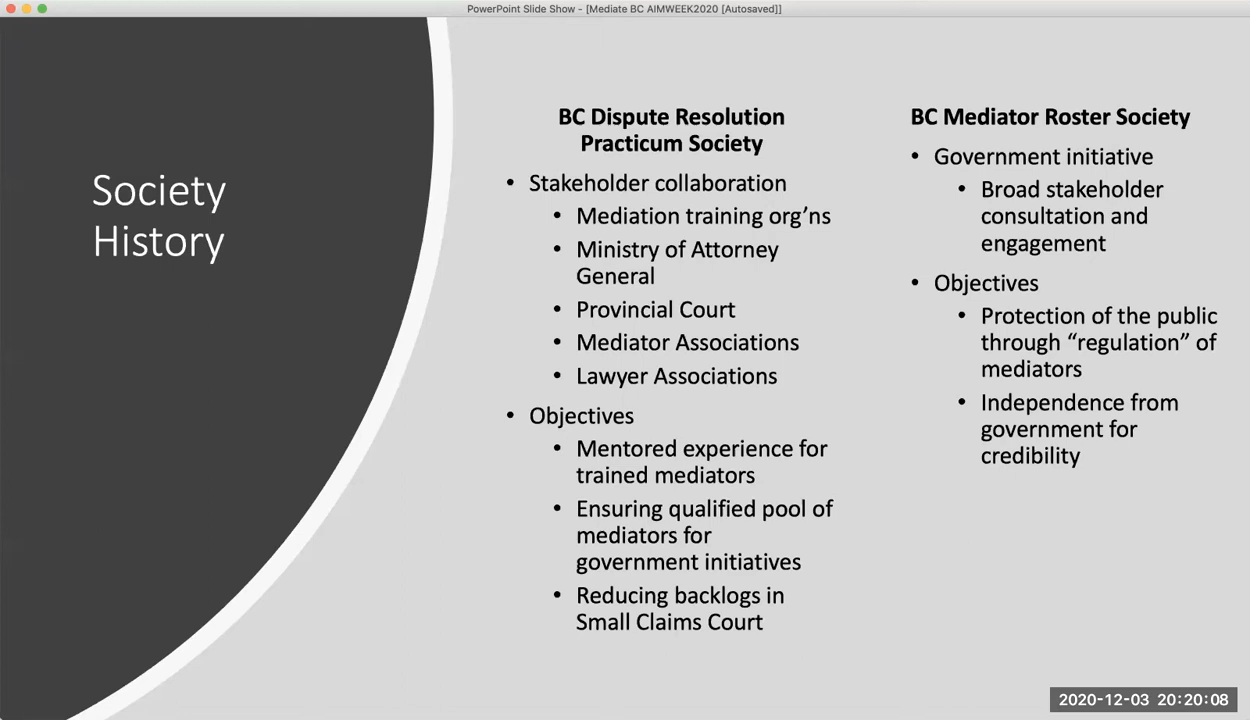 PowerPoint Slide Show - [Mediate BC AIMWEEK2020 [Autosaved]]
Society
History
BC Dispute Resolution
Practicum Society
• Stakeholder collaboration
• Mediation training org’ns
• Ministry of Attorney
General
• Provincial Court
• Mediator Associations
• Lawyer Associations
• Objectives
• Mentored experience for
trained mediators
• Ensuring qualified pool of
mediators for
government initiatives
• Reducing backlogs in
Small Claims Court
BC Mediator Roster Society
• Government initiative
• Broad stakeholder
consultation and
engagement
• Objectives
• Protection of the public
through “regulation” of
mediators
• Independence from
government for
credibility
2020-12-03 20:20:08